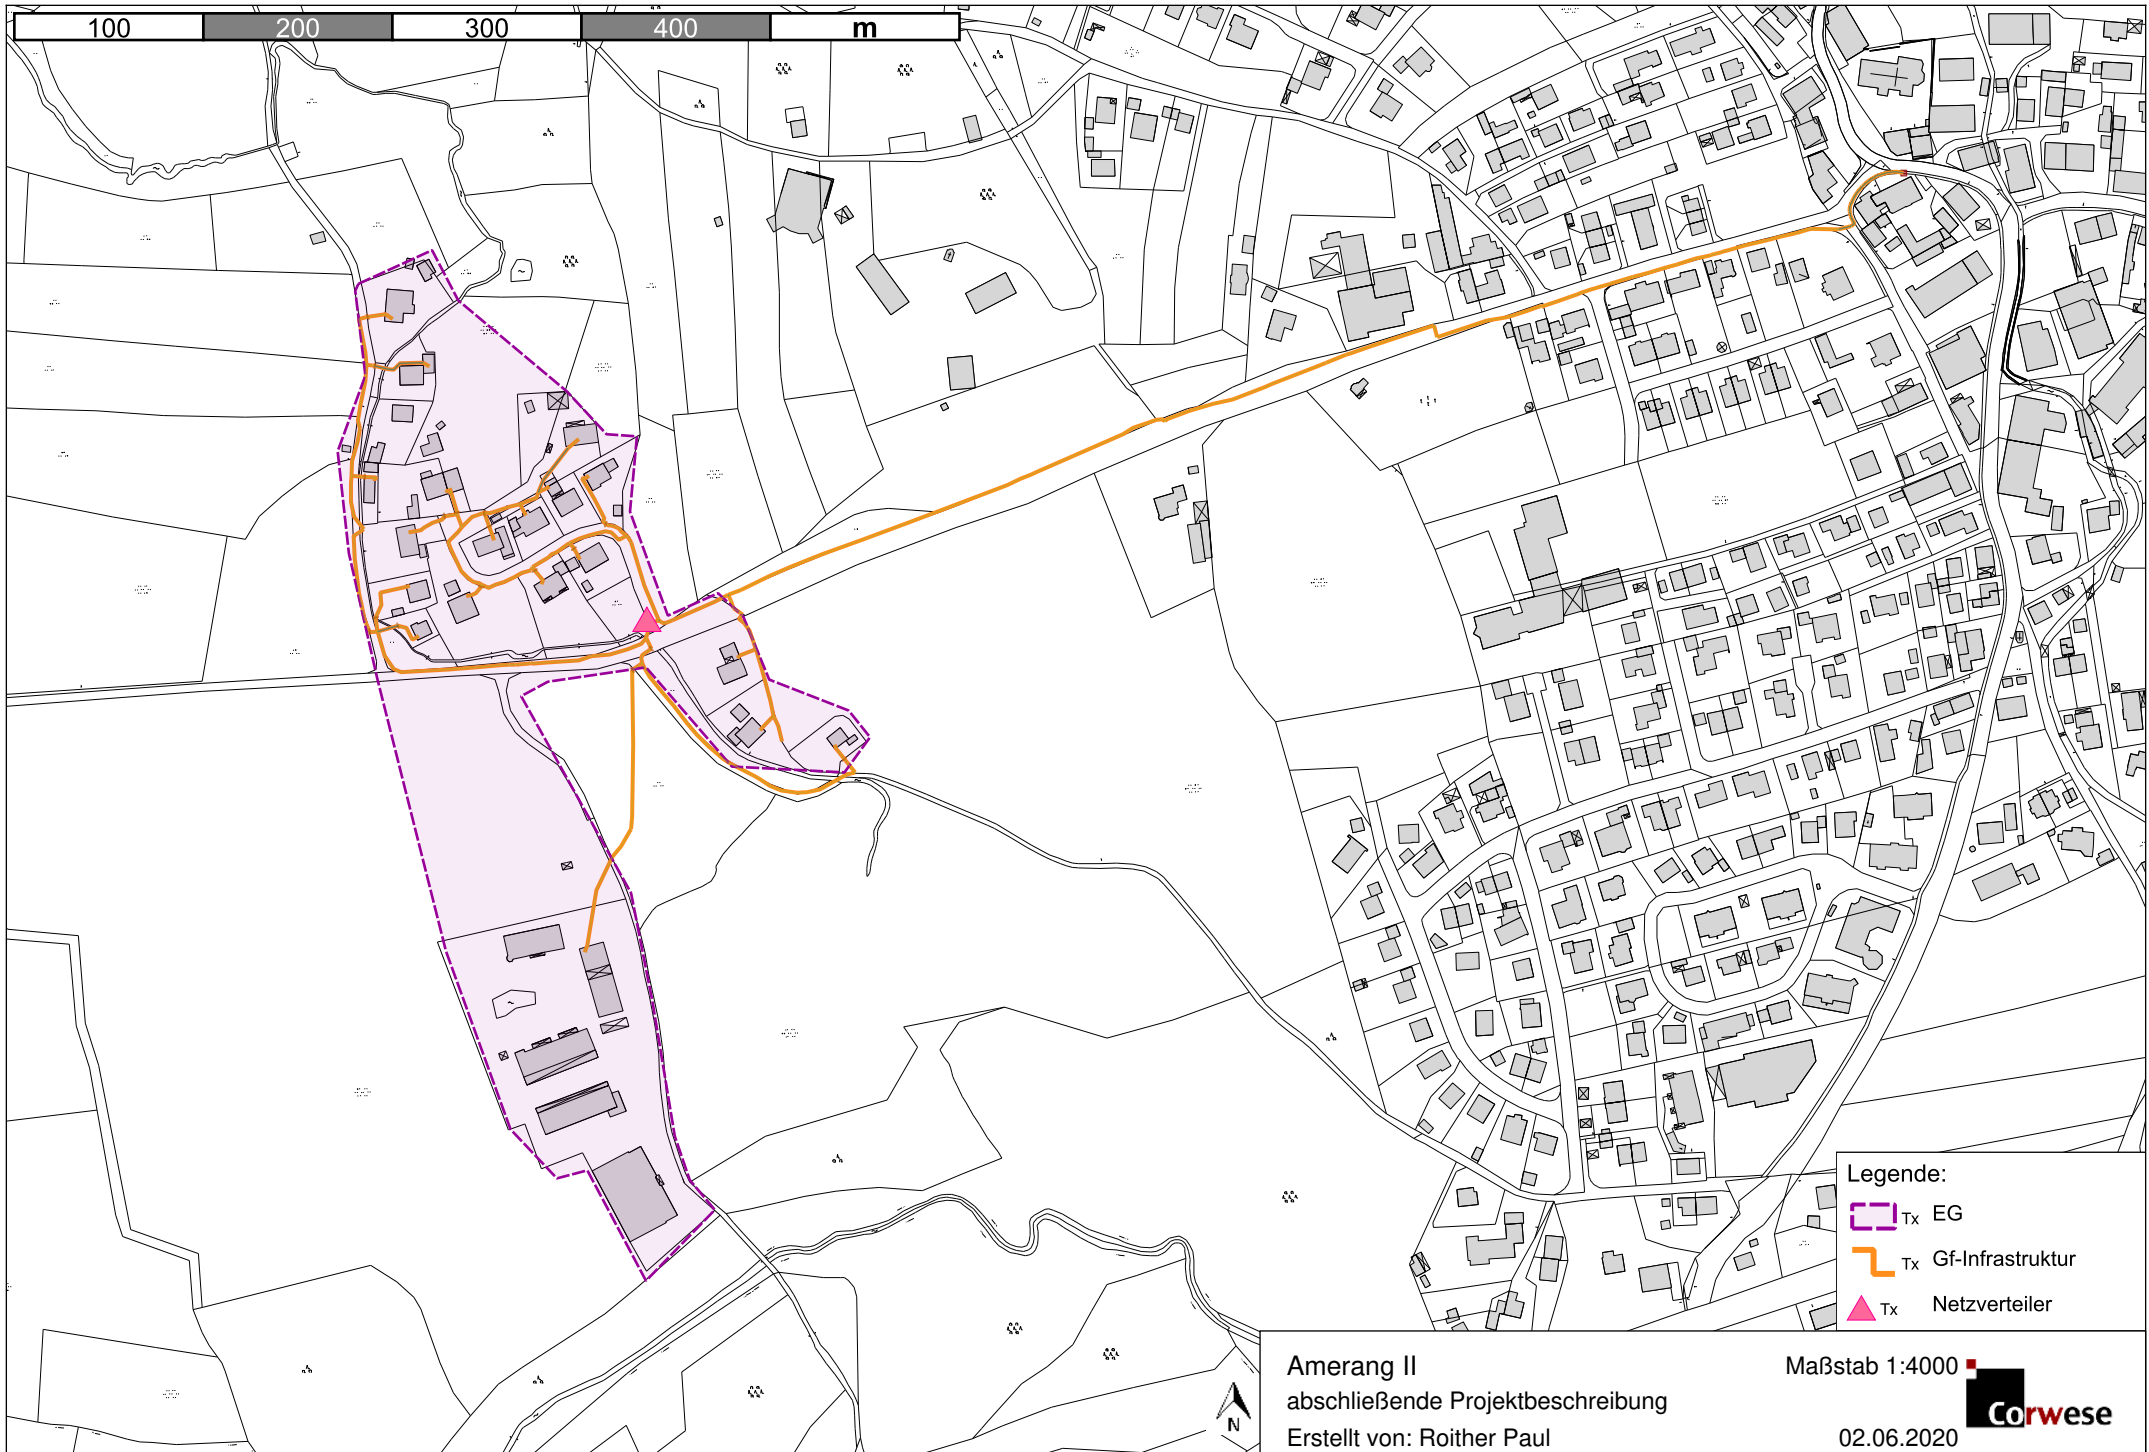 100 200 300 400 m
Legende:
Tx EG
Tx Gf-Infrastruktur
Tx Netzverteiler
Amerang II
Maßstab 1:4000
abschließende Projektbeschreibung
Erstellt von: Roither Paul
02.06.2020
Corwese
N